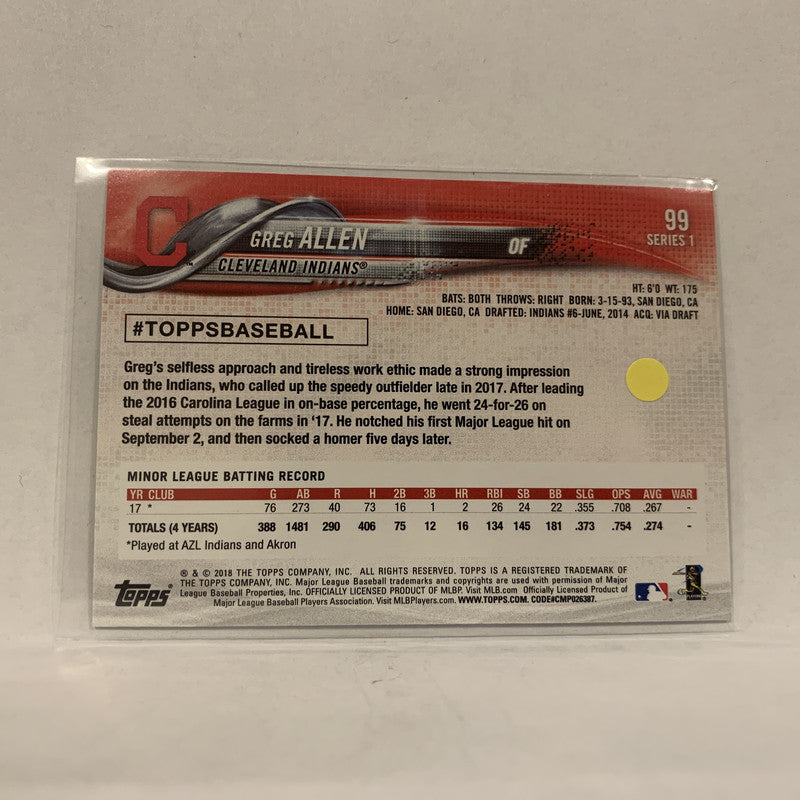 C
GREG ALLEN
OF
CLEVELAND INDIANS®
99
SERIES 1
HT: 6'0 WT: 175
BATS: BOTH THROWS: RIGHT BORN: 3-15-93, SAN DIEGO, CA
HOME: SAN DIEGO, CA DRAFTED: INDIANS #6-JUNE, 2014 ACQ: VIA DRAFT
#TOPPSBASEBALL
Greg's selfless approach and tireless work ethic made a strong impression
on the Indians, who called up the speedy outfielder late in 2017. After leading
the 2016 Carolina League in on-base percentage, he went 24-for-26 on
steal attempts on the farms in '17. He notched his first Major League hit on
September 2, and then socked a homer five days later.
MINOR LEAGUE BATTING RECORD
YR CLUB G AB R H 2B 3B HR RBI SB BB SLG OPS AVG WAR
17 * 76 273 40 73 16 1 2 26 24 22 .355 .708 .267 -
TOTALS (4 YEARS) 388 1481 290 406 75 12 16 134 145 181 .373 .754 .274 -
*Played at AZL Indians and Akron
® & © 2018 THE TOPPS COMPANY, INC. ALL RIGHTS RESERVED. TOPPS IS A REGISTERED TRADEMARK OF
THE TOPPS COMPANY, INC. Major League Baseball trademarks and copyrights are used with permission of Major
League Baseball Properties, Inc. OFFICIALLY LICENSED PRODUCT OF MLBP. Visit MLB.com Officially Licensed Product of
Major League Baseball Players Association. Visit MLBPlayers.com. WWW.TOPPS.COM. CODE#CMP026387.
Topps